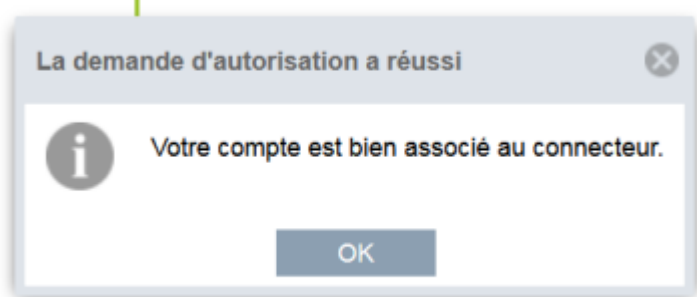 La demande d'autorisation a réussi
Votre compte est bien associé au connecteur.
OK